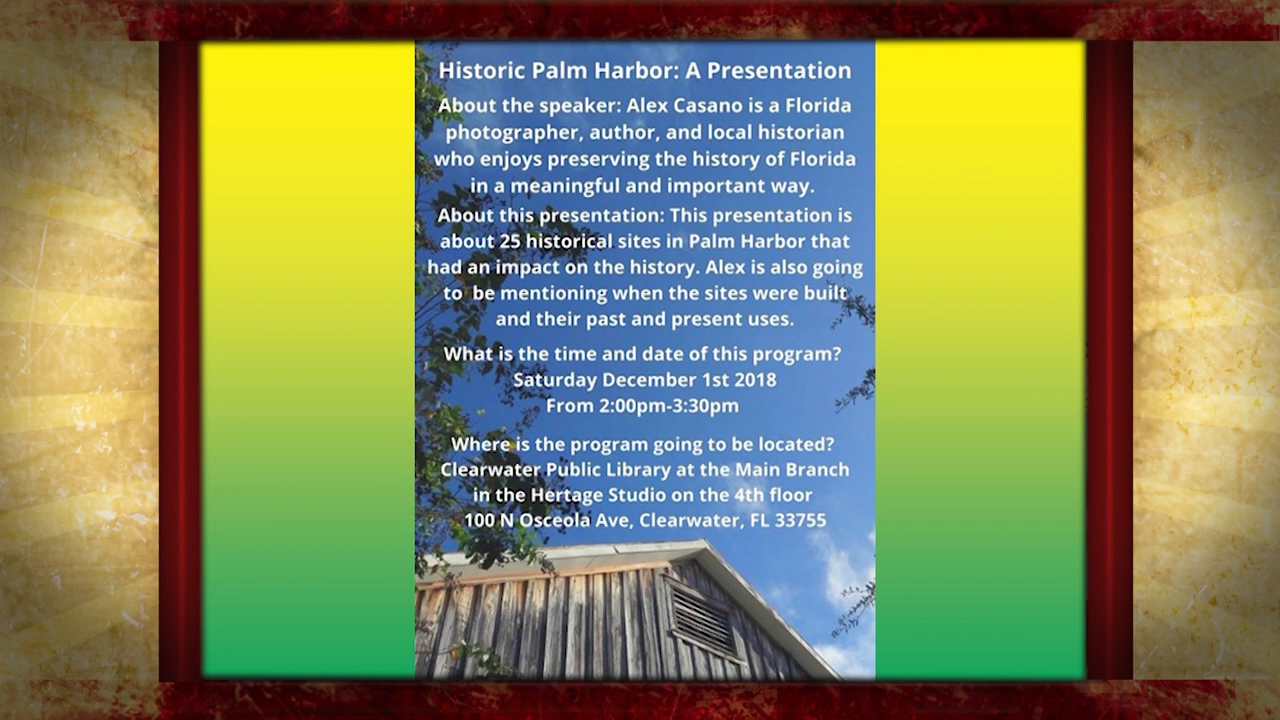 Historic Palm Harbor: A Presentation
About the speaker: Alex Casano is a Florida
photographer, author, and local historian
who enjoys preserving the history of Florida
in a meaningful and important way.
About this presentation: This presentation is
about 25 historical sites in Palm Harbor that
had an impact on the history. Alex is also going
to  be mentioning when the sites were built
and their past and present uses.
What is the time and date of this program?
Saturday December 1st 2018
From 2:00pm-3:30pm
Where is the program going to be located?
Clearwater Public Library at the Main Branch
in the Hertage Studio on the 4th floor
100 N Osceola Ave, Clearwater, FL 33755